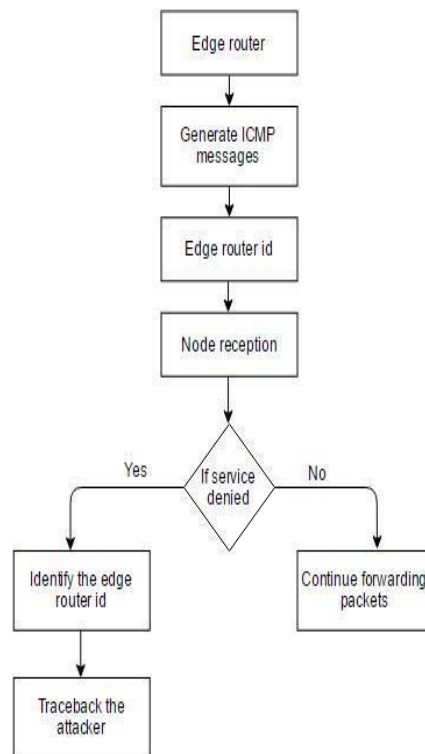 Edge router
Generate ICMP
messages
Edge router id
Node reception
If service
denied
Yes
No
Identify the edge
router id
Continue forwarding
packets
Traceback the
attacker